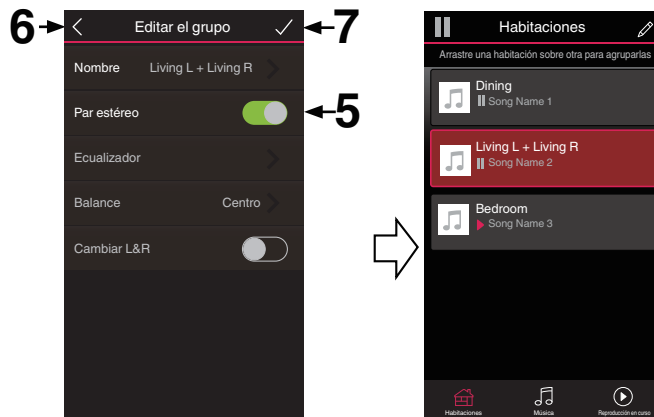 6
Editar el grupo
7
Nombre Living L + Living R
Par estéreo
5
Ecualizador
Balance Centro
Cambiar L&R
Habitaciones
Arrastre una habitación sobre otra para agruparlas
Dining
Song Name 1
Living L + Living R
Song Name 2
Bedroom
Song Name 3
Habitaciones Música Reproducción en curso